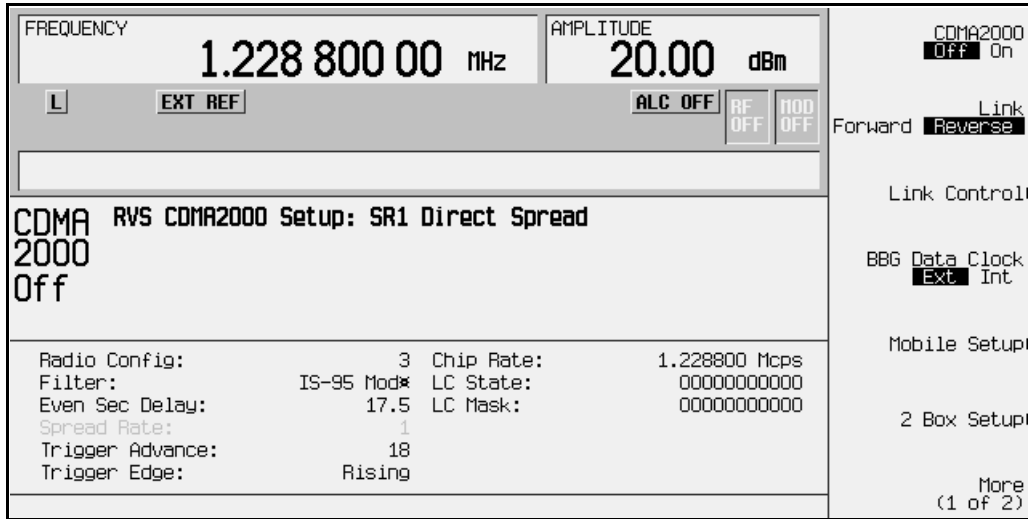 FREQUENCY
1.228 800 00 MHz
AMPLITUDE
20.00 dBm
L
EXT REF
ALC OFF
RF OFF
MOD OFF
CDMA 2000 Off
RVS CDMA2000 Setup: SR1 Direct Spread
Radio Config: 3 Chip Rate: 1.228800 Mcps
Filter: IS-95 Mod* LC State: 00000000000
Even Sec Delay: 17.5 LC Mask: 00000000000
Spread Rate: 1
Trigger Advance: 18
Trigger Edge: Rising
CDMA2000
Off On
Link
Forward Reverse
Link Control
BBG Data Clock
Ext Int
Mobile Setup
2 Box Setup
More
(1 of 2)